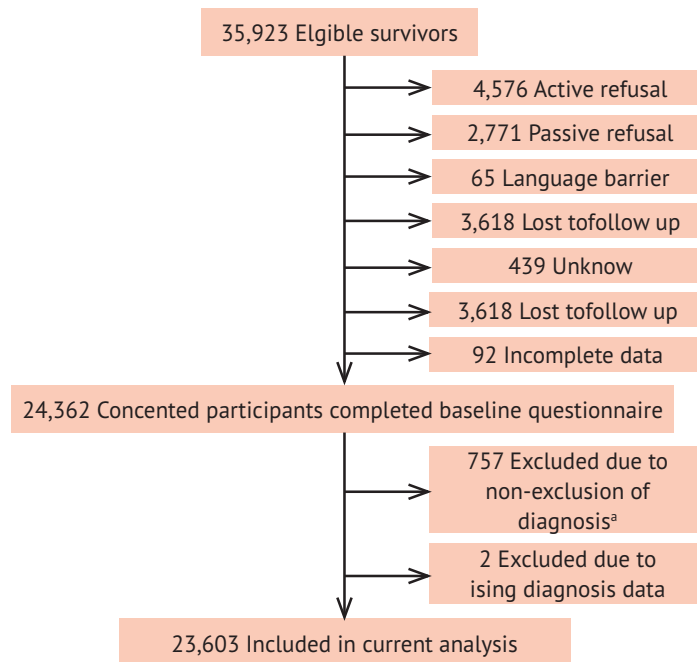 35,923 Elgible survivors
4,576 Active refusal
2,771 Passive refusal
65 Language barrier
3,618 Lost tofollow up
439 Unknow
3,618 Lost tofollow up
92 Incomplete data
24,362 Concented participants completed baseline questionnaire
757 Excluded due to
non-exclusion of
diagnosisᵃ
2 Excluded due to
ising diagnosis data
23,603 Included in current analysis